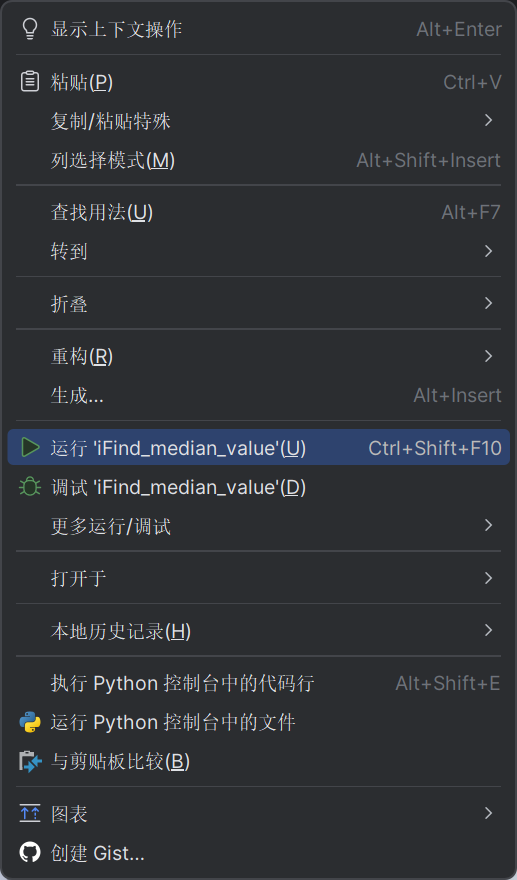 显示上下文操作 Alt+Enter
粘贴(P) Ctrl+V
复制/粘贴特殊
列选择模式(M) Alt+Shift+Insert
查找用法(U) Alt+F7
转到
折叠
重构(R)
生成... Alt+Insert
运行 'iFind_median_value'(U) Ctrl+Shift+F10
调试 'iFind_median_value'(D)
更多运行/调试
打开于
本地历史记录(H)
执行 Python 控制台中的代码行 Alt+Shift+E
运行 Python 控制台中的文件
与剪贴板比较(B)
图表
创建 Gist...